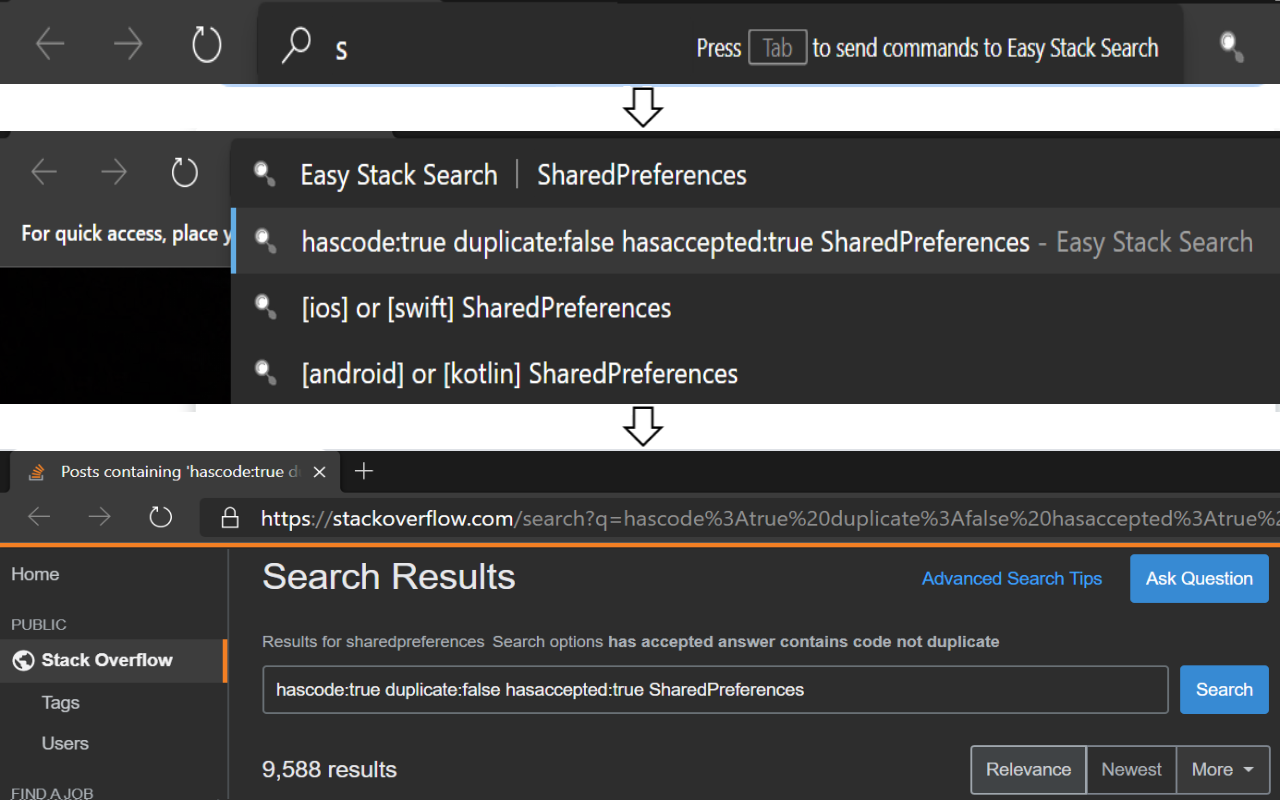 s Press Tab to send commands to Easy Stack Search
Easy Stack Search | SharedPreferences
For quick access, place y
hascode:true duplicate:false hasaccepted:true SharedPreferences - Easy Stack Search
[ios] or [swift] SharedPreferences
[android] or [kotlin] SharedPreferences
Posts containing 'hascode:true du
https://stackoverflow.com/search?q=hascode%3Atrue%20duplicate%3Afalse%20hasaccepted%3Atrue%2
Home
Search Results
Advanced Search Tips
Ask Question
PUBLIC
Results for sharedpreferences Search options has accepted answer contains code not duplicate
Stack Overflow
hascode:true duplicate:false hasaccepted:true SharedPreferences
Search
Tags
Users
9,588 results
Relevance Newest More
FIND A JOB